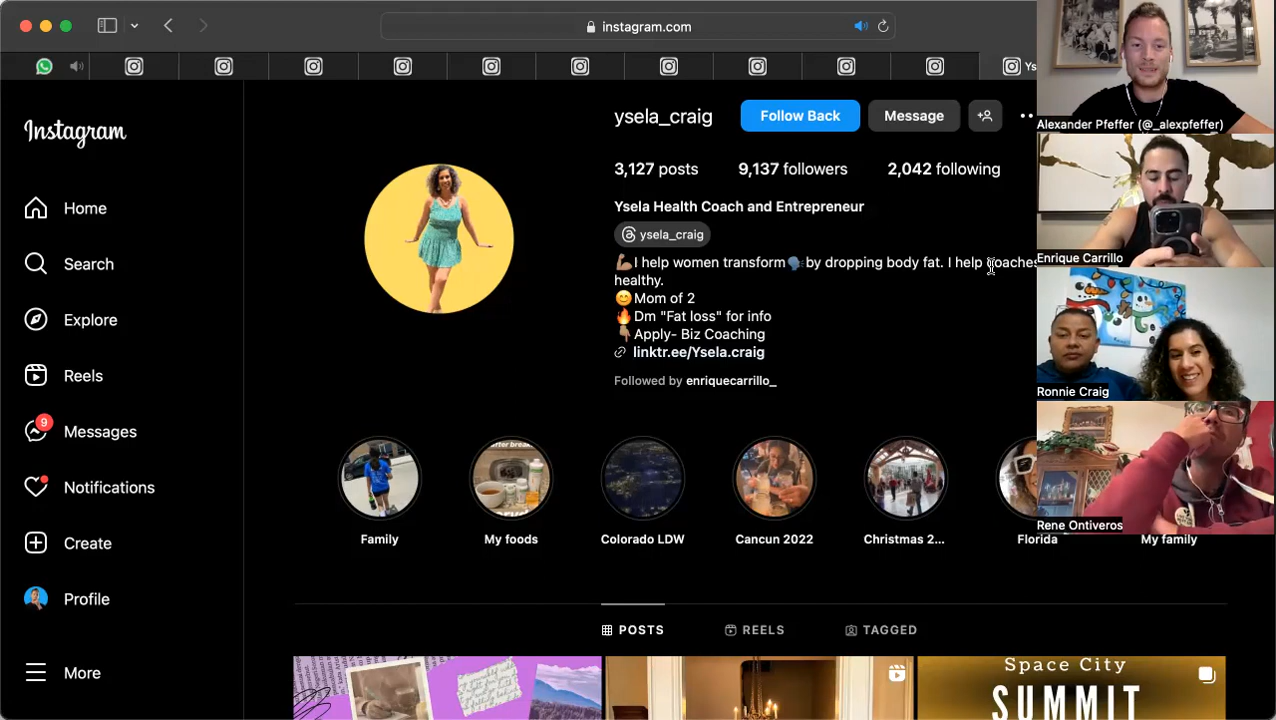 instagram.com
Ys
Instagram
Home
Search
Explore
Reels
9
Messages
Notifications
Create
Profile
More
ysela_craig
Follow Back
Message
3,127 posts
9,137 followers
2,042 following
Ysela Health Coach and Entrepreneur
ysela_craig
💪🏽I help women transform🗣️by dropping body fat. I help coaches
healthy.
😊Mom of 2
🔥Dm "Fat loss" for info
👇🏽Apply- Biz Coaching
linktr.ee/Ysela.craig
Followed by enriquecarrillo_
Family
My foods
Colorado LDW
Cancun 2022
Christmas 2...
Florida
My family
POSTS
REELS
TAGGED
Space City
SUMMIT
Alexander Pfeffer (@_alexpfeffer)
Enrique Carrillo
Ronnie Craig
Rene Ontiveros